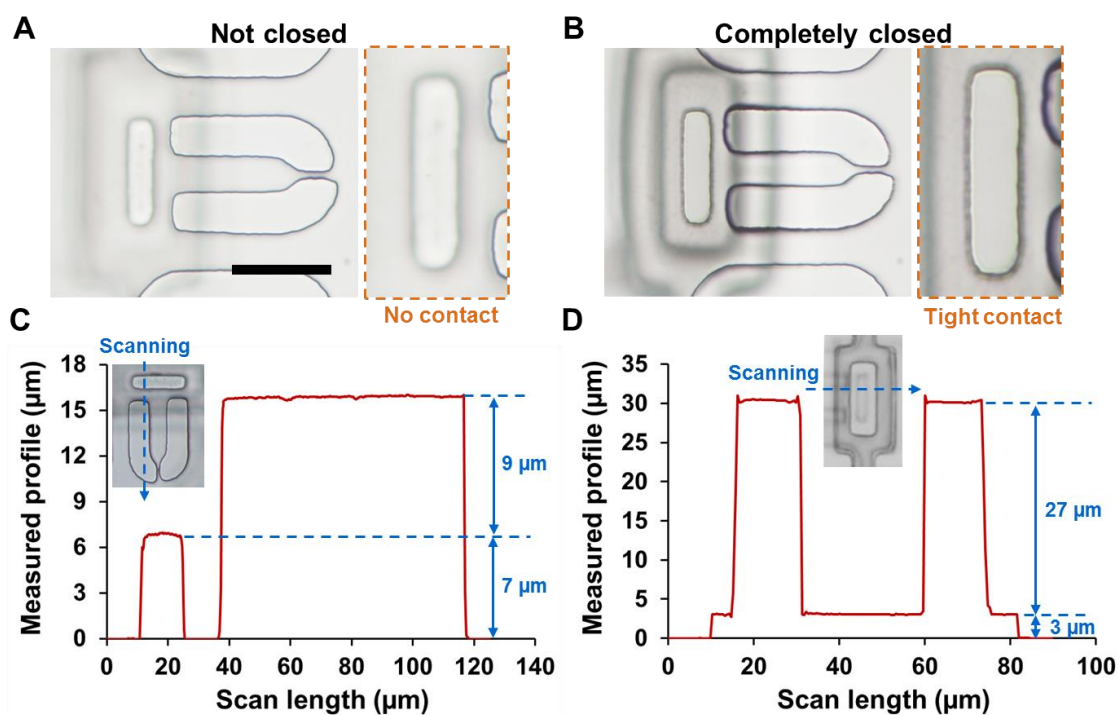 A
Not closed
B
Completely closed
No contact
Tight contact
C
Scanning
18
15
12
9
6
3
0
Measured profile (µm)
9 µm
7 µm
0
20
40
60
80
100
120
140
Scan length (µm)
D
Scanning
35
30
25
20
15
10
5
0
Measured profile (µm)
27 µm
3 µm
0
20
40
60
80
100
Scan length (µm)